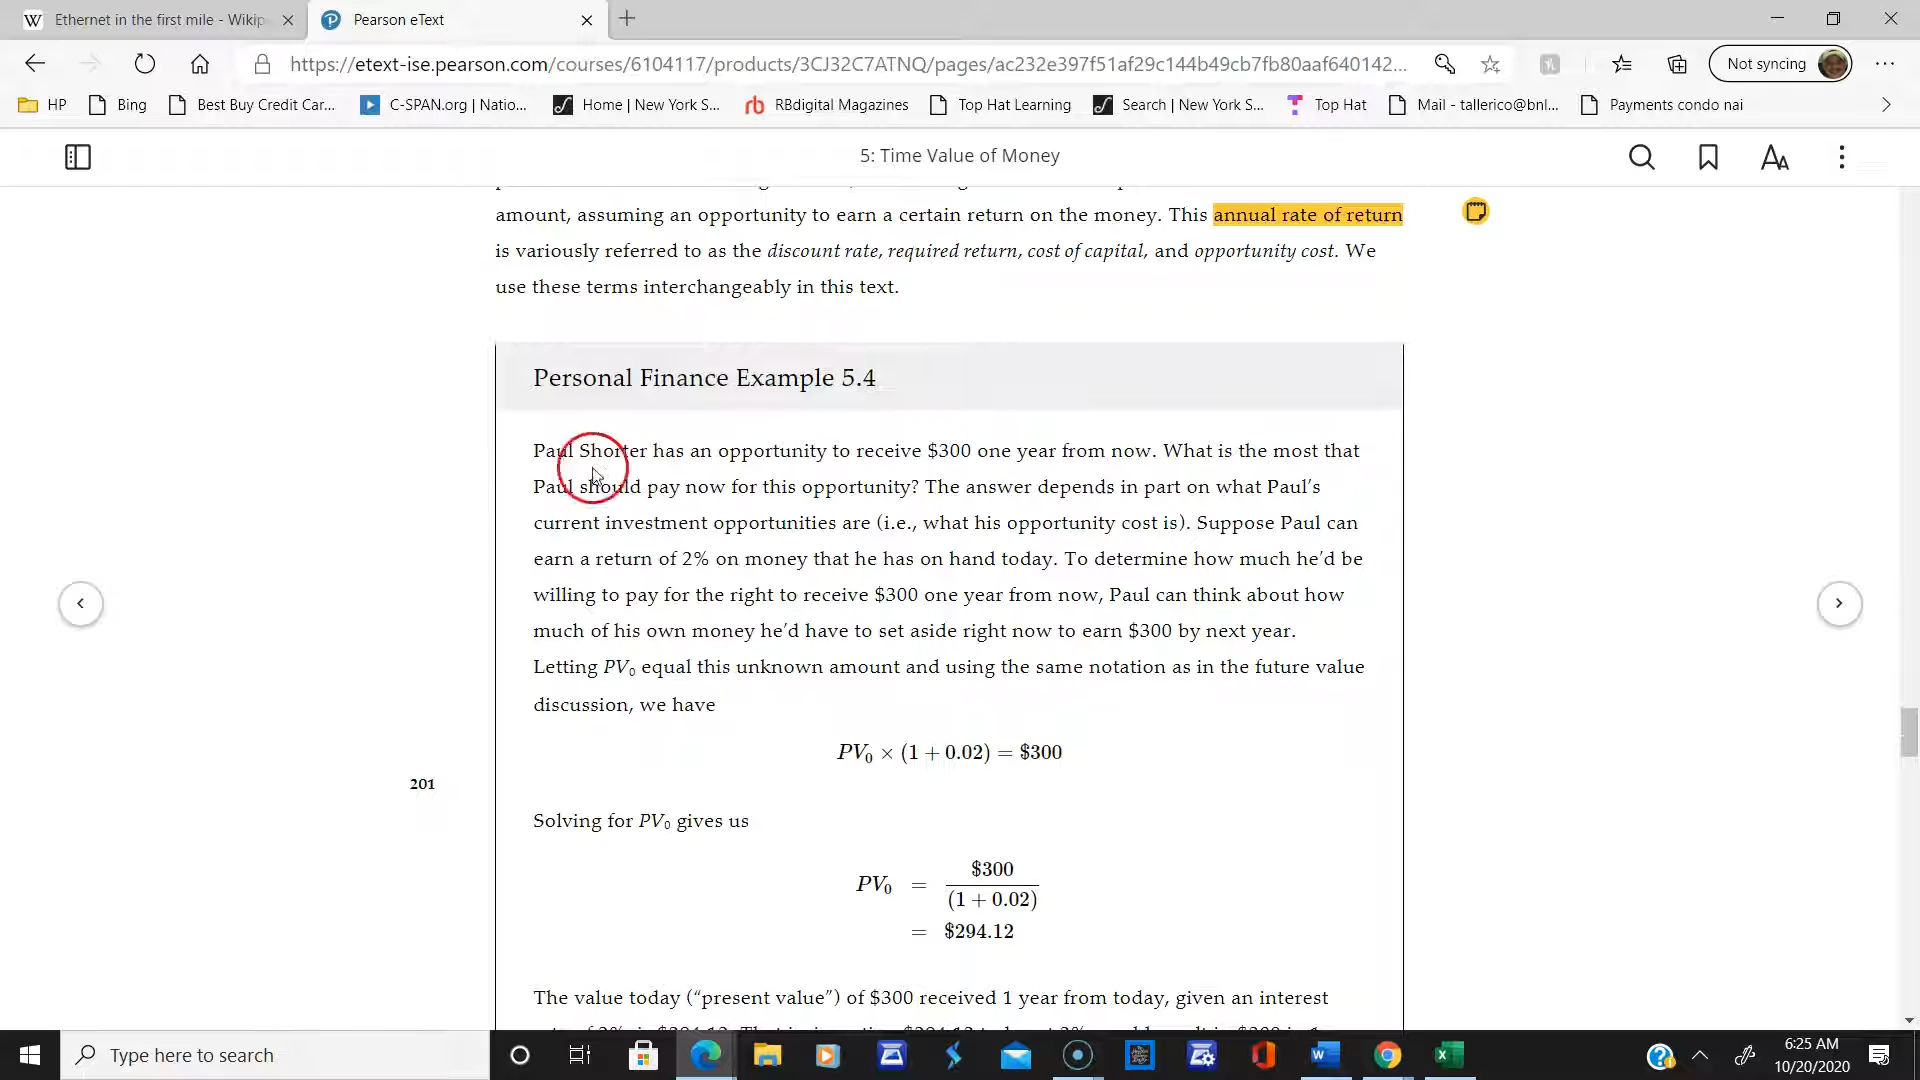 Ethernet in the first mile - Wikip
Pearson eText
https://etext-ise.pearson.com/courses/6104117/products/3CJ32C7ATNQ/pages/ac232e397f51af29c144b49cb7fb80aaf640142...
Not syncing
HP Bing Best Buy Credit Car... C-SPAN.org | Natio... Home | New York S... RBdigital Magazines Top Hat Learning Search | New York S... Top Hat Mail - tallerico@bnl... Payments condo nai
5: Time Value of Money
amount, assuming an opportunity to earn a certain return on the money. This annual rate of return
is variously referred to as the discount rate, required return, cost of capital, and opportunity cost. We
use these terms interchangeably in this text.
Personal Finance Example 5.4
Paul Shorter has an opportunity to receive $300 one year from now. What is the most that
Paul should pay now for this opportunity? The answer depends in part on what Paul's
current investment opportunities are (i.e., what his opportunity cost is). Suppose Paul can
earn a return of 2% on money that he has on hand today. To determine how much he'd be
willing to pay for the right to receive $300 one year from now, Paul can think about how
much of his own money he'd have to set aside right now to earn $300 by next year.
Letting PV₀ equal this unknown amount and using the same notation as in the future value
discussion, we have
PV₀ × (1 + 0.02) = $300
201
Solving for PV₀ gives us
$300
PV₀ =
(1 + 0.02)
= $294.12
The value today (“present value”) of $300 received 1 year from today, given an interest
Type here to search
6:25 AM
10/20/2020